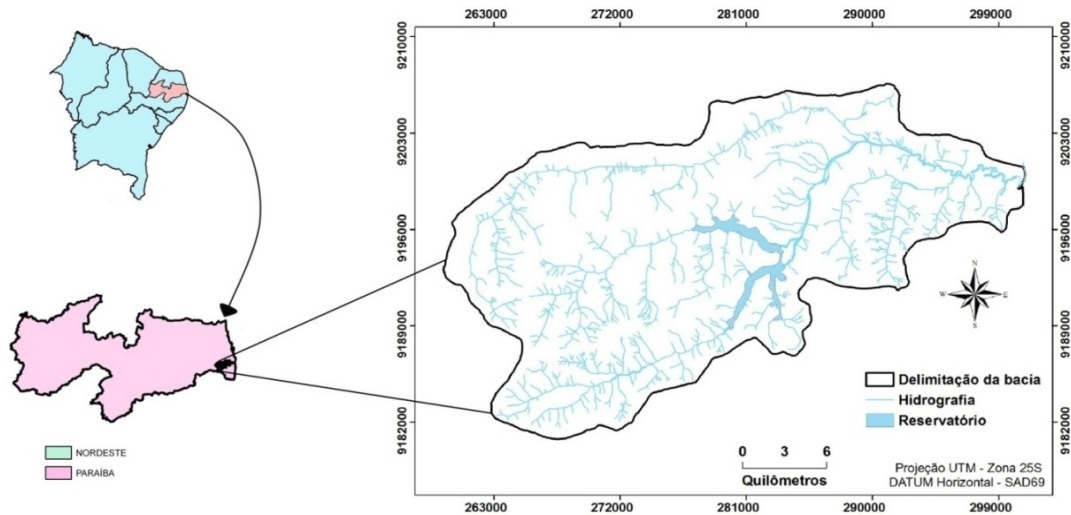 263000 272000 281000 290000 299000
9210000 9210000
9203000 9203000
9196000 9196000
9189000 9189000
9182000 9182000
N
W E
S
Delimitação da bacia
Hidrografia
Reservatório
0 3 6
Quilômetros
Projeção UTM - Zona 25S
DATUM Horizontal - SAD69
263000 272000 281000 290000 299000
NORDESTE
PARAÍBA